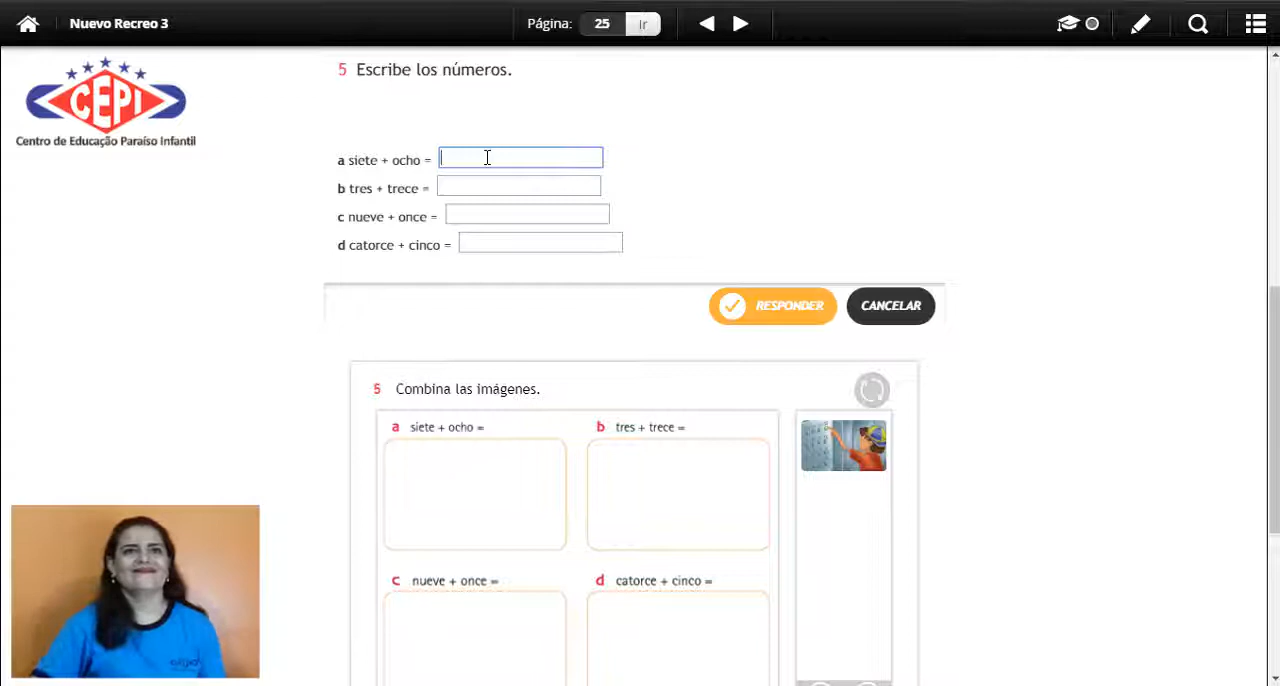 Nuevo Recreo 3
Página: 25 Ir
CEPI
Centro de Educação Paraíso Infantil
5 Escribe los números.
a siete + ocho =
b tres + trece =
c nueve + once =
d catorce + cinco =
RESPONDER CANCELAR
5 Combina las imágenes.
a siete + ocho = b tres + trece =
c nueve + once = d catorce + cinco =